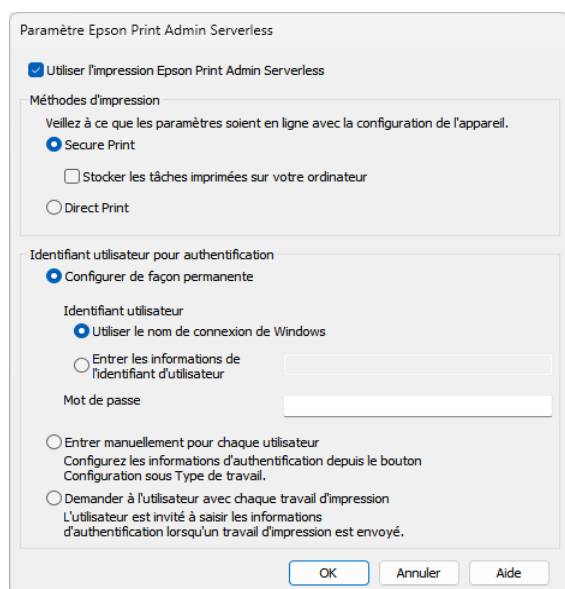 Paramètre Epson Print Admin Serverless
Utiliser l'impression Epson Print Admin Serverless
Méthodes d'impression
Veillez à ce que les paramètres soient en ligne avec la configuration de l'appareil.
Secure Print
Stocker les tâches imprimées sur votre ordinateur
Direct Print
Identifiant utilisateur pour authentification
Configurer de façon permanente
Identifiant utilisateur
Utiliser le nom de connexion de Windows
Entrer les informations de
l'identifiant d'utilisateur
Mot de passe
Entrer manuellement pour chaque utilisateur
Configurez les informations d'authentification depuis le bouton
Configuration sous Type de travail.
Demander à l'utilisateur avec chaque travail d'impression
L'utilisateur est invité à saisir les informations
d'authentification lorsqu'un travail d'impression est envoyé.
OK Annuler Aide